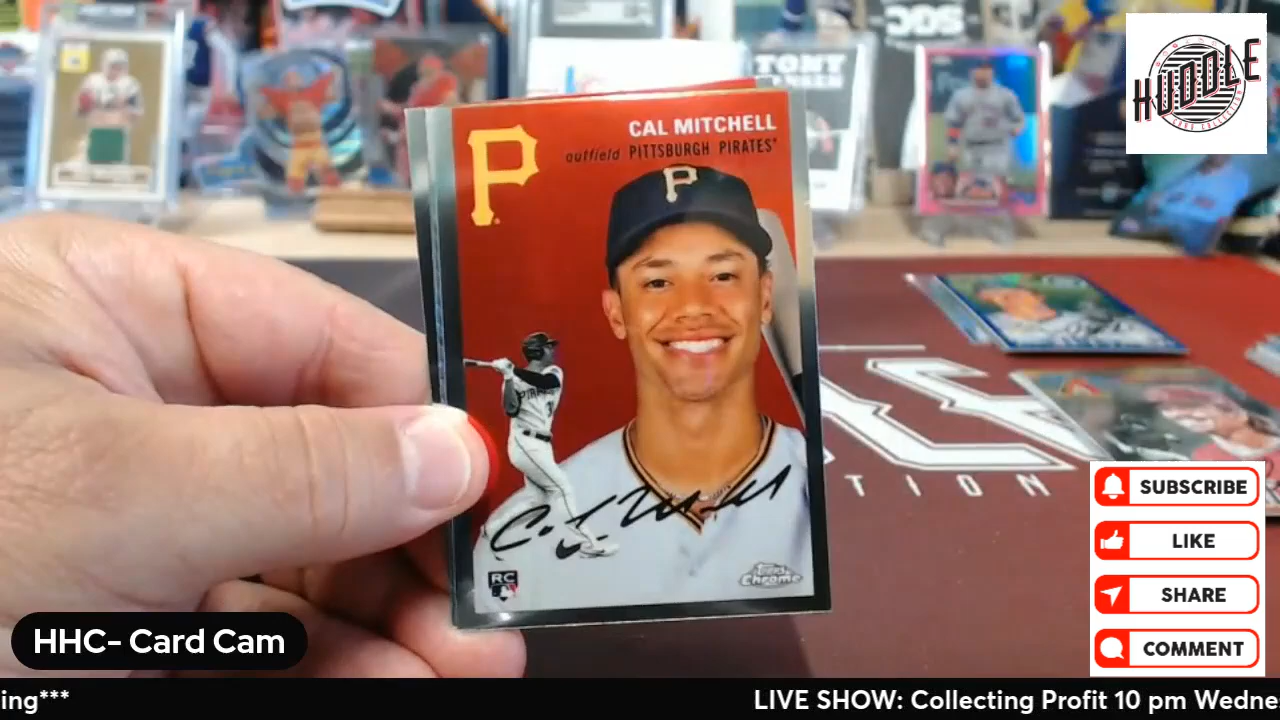 HUDDLE
CAL MITCHELL
outfield PITTSBURGH PIRATES
P
P
RC
Topps
Chrome
TION
SUBSCRIBE
LIKE
SHARE
COMMENT
HHC- Card Cam
ing***
LIVE SHOW: Collecting Profit 10 pm Wedne